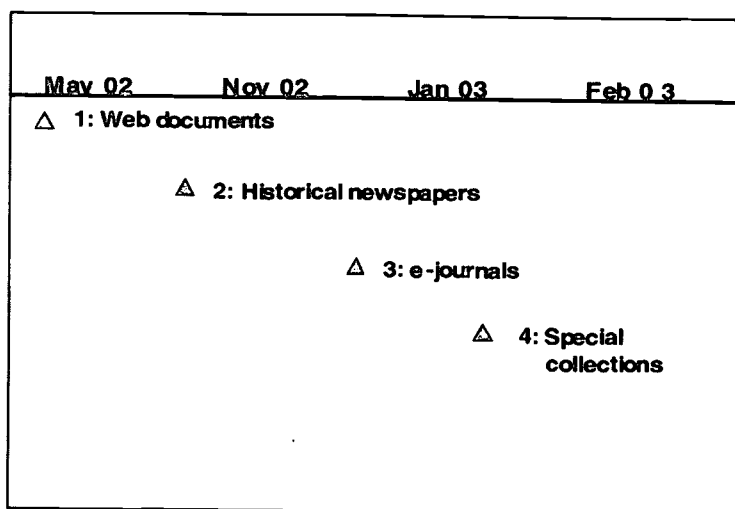 May 02 Nov 02 Jan 03 Feb 0 3
1: Web documents
2: Historical newspapers
3: e-journals
4: Special
collections